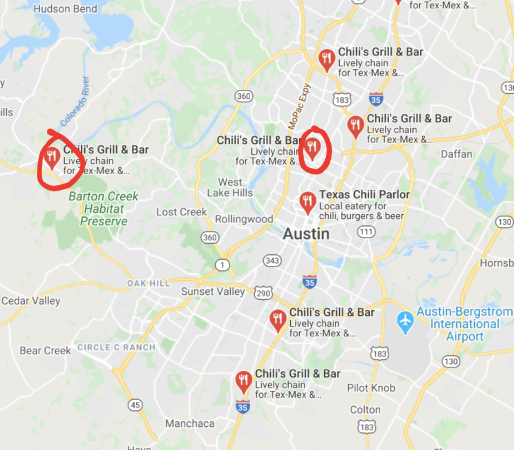 Hudson Bend
Chili's Grill & Bar
Lively chain
for Tex-Mex &...
MoPac Expy
360
183
35
130
Colorado River
Chili's Grill & Bar
Lively chain
for Tex-Mex &...
Hills
Chili's Grill & Bar
Lively chain
for Tex-Mex &...
Chili's Grill & Bar
Lively chain
for Tex-Mex &...
Daffan
West
Lake Hills
Barton Creek
Habitat
Preserve
Lost Creek
Rollingwood
Texas Chili Parlor
Local eatery for
chili, burgers & beer
360
Austin
111
1
343
Hornsb
OAK HILL
Sunset Valley
290
35
Cedar Valley
Chili's Grill & Bar
Lively chain
for Tex-Mex &...
Austin-Bergstrom
International
Airport
Bear Creek
CIRCLE C RANCH
183
130
Chili's Grill & Bar
Lively chain
for Tex-Mex &...
Pilot Knob
45
35
Colton
Manchaca
183